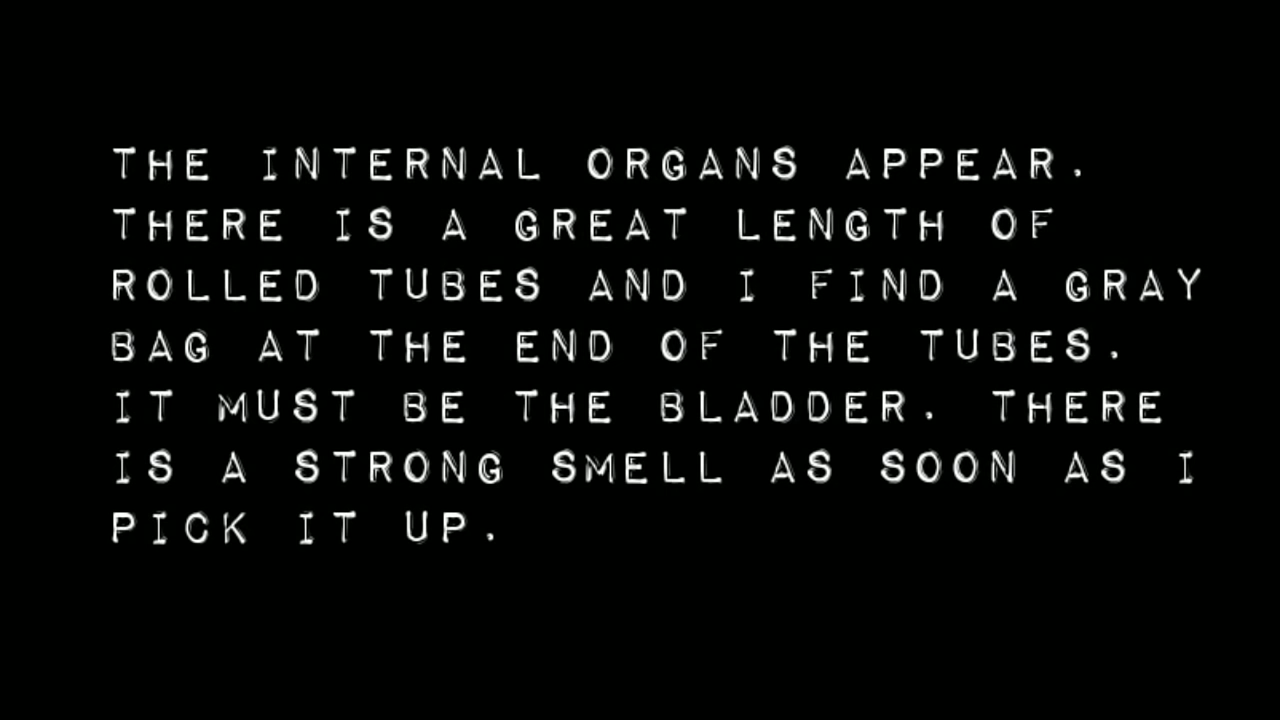 THE INTERNAL ORGANS APPEAR.
THERE IS A GREAT LENGTH OF
ROLLED TUBES AND I FIND A GRAY
BAG AT THE END OF THE TUBES.
IT MUST BE THE BLADDER. THERE
IS A STRONG SMELL AS SOON AS I
PICK IT UP.